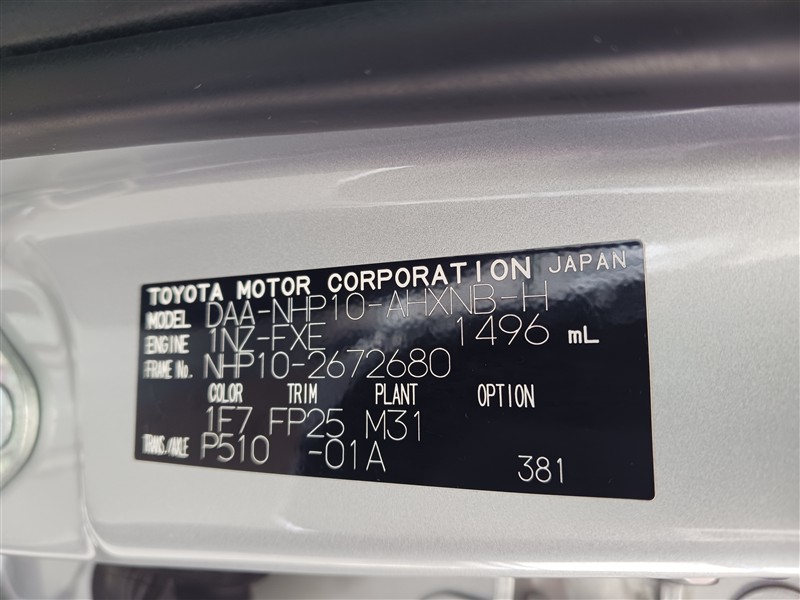 TOYOTA MOTOR CORPORATION JAPAN
MODEL DAA-NHP10-AHXNB-H
ENGINE 1NZ-FXE 1496 mL
FRAME No. NHP10-2672680
COLOR TRIM PLANT OPTION
1F7 FP25 M31
TRANS./AXLE P510 -01A
381